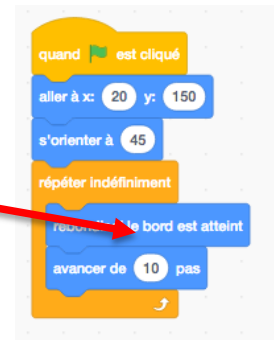 quand est cliqué
aller à x: 20 y: 150
s'orienter à 45
répéter indéfiniment
le bord est atteint
avancer de 10 pas